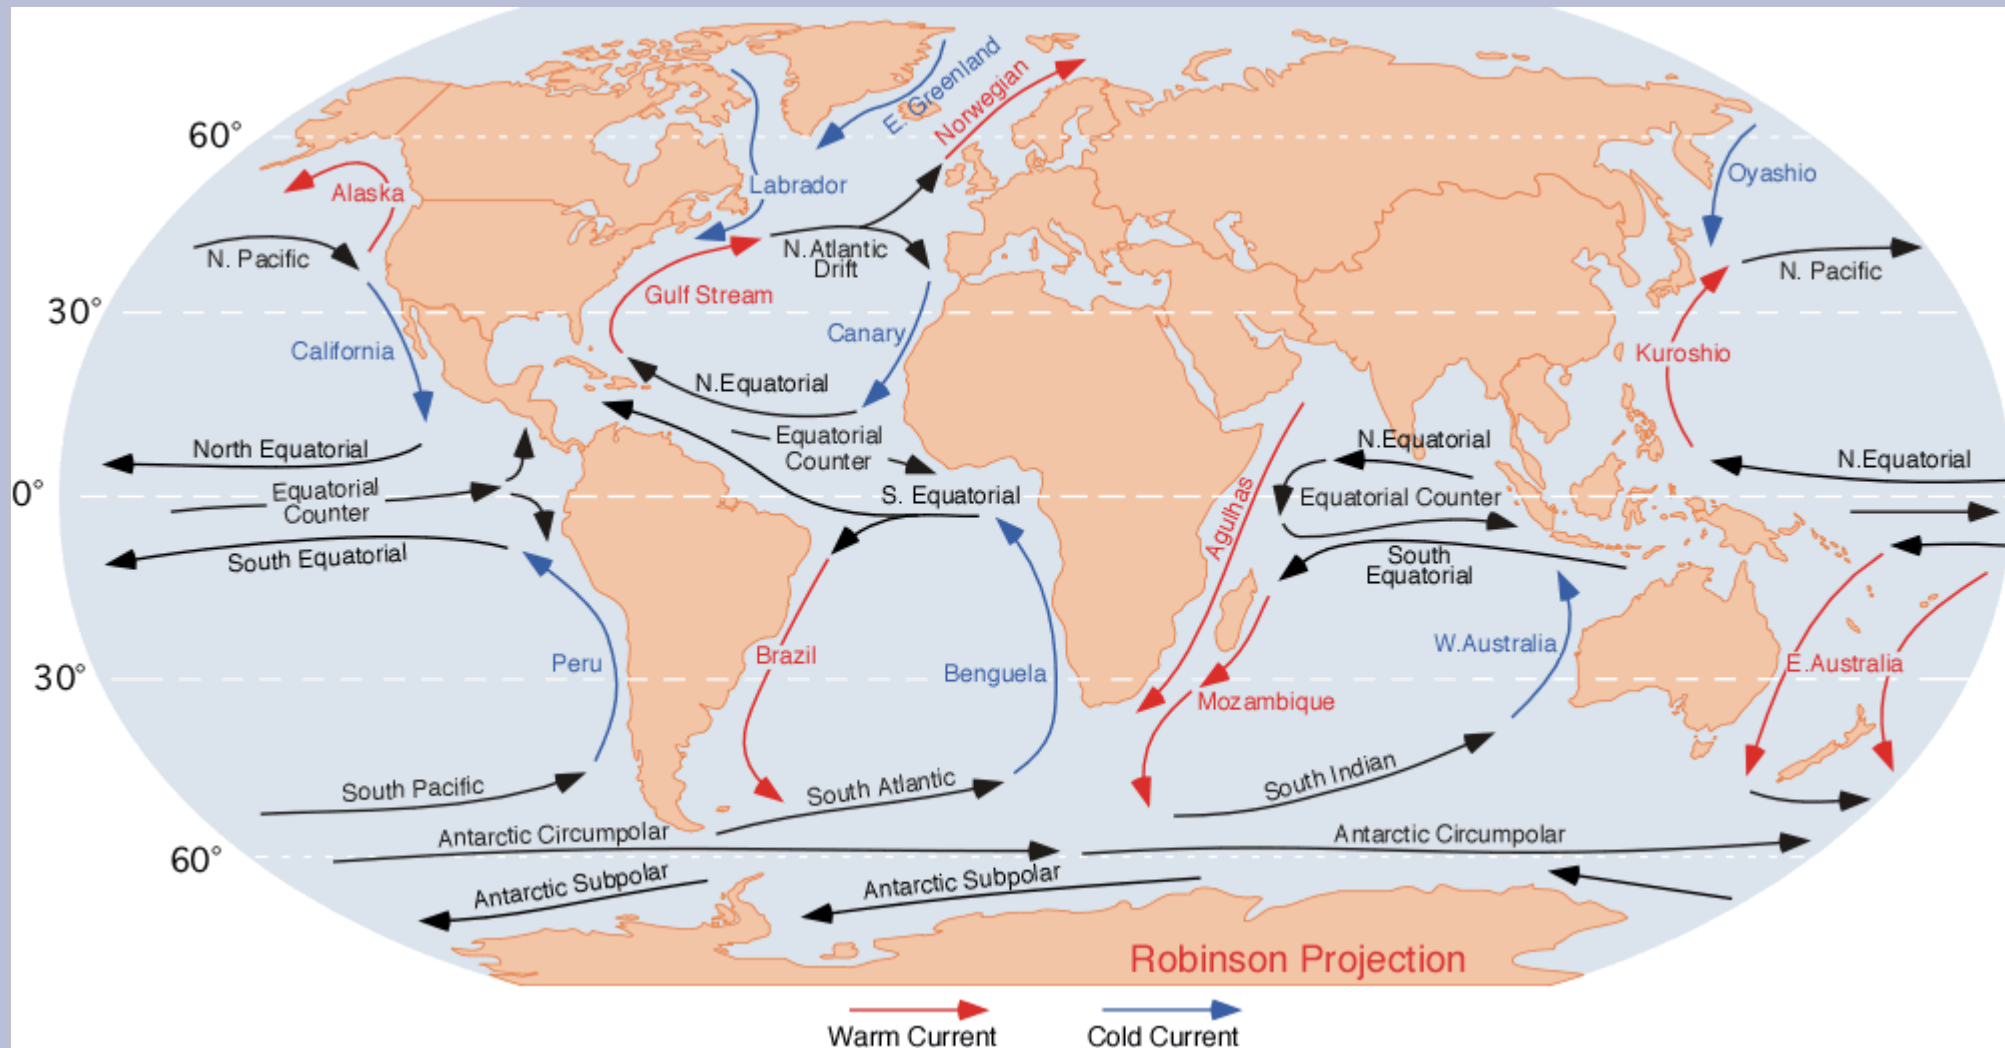 E. Greenland
Norwegian
60°
Alaska
Labrador
Oyashio
N. Pacific
N. Atlantic
Drift
N. Pacific
30°
Gulf Stream
California
Canary
Kuroshio
N.Equatorial
North Equatorial
Equatorial
Counter
N.Equatorial
N.Equatorial
0°
Equatorial
Counter
S. Equatorial
Equatorial Counter
Agulhas
South Equatorial
South
Equatorial
30°
Peru
Brazil
Benguela
W.Australia
E.Australia
Mozambique
South Pacific
South Atlantic
South Indian
Antarctic Circumpolar
Antarctic Circumpolar
60°
Antarctic Subpolar
Antarctic Subpolar
Robinson Projection
Warm Current
Cold Current